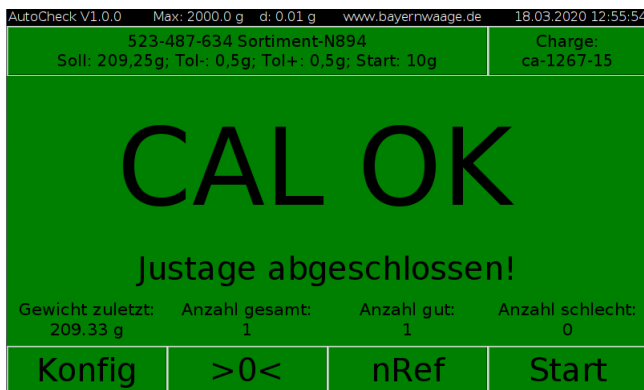 AutoCheck V1.0.0 Max: 2000.0 g d: 0.01 g www.bayernwaage.de 18.03.2020 12:55:54
523-487-634 Sortiment-N894
Soll: 209,25g; Tol-: 0,5g; Tol+: 0,5g; Start: 10g
Charge:
ca-1267-15
CAL OK
Justage abgeschlossen!
Gewicht zuletzt: Anzahl gesamt: Anzahl gut: Anzahl schlecht:
209.33 g 1 1 0
Konfig >0< nRef Start